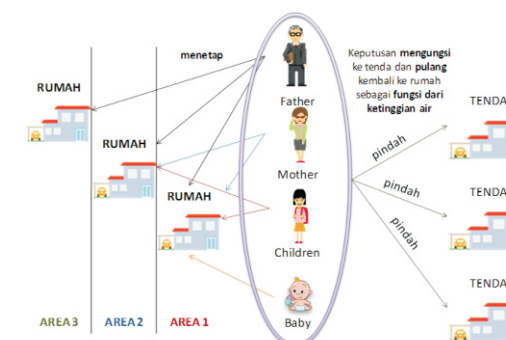 menetap
RUMAH
RUMAH
RUMAH
AREA 3
AREA 2
AREA 1
Father
Mother
Children
Baby
Keputusan mengungsi
ke tenda dan pulang
kembali ke rumah
sebagai fungsi dari
ketinggian air
pindah
pindah
pindah
TENDA
TENDA
TENDA